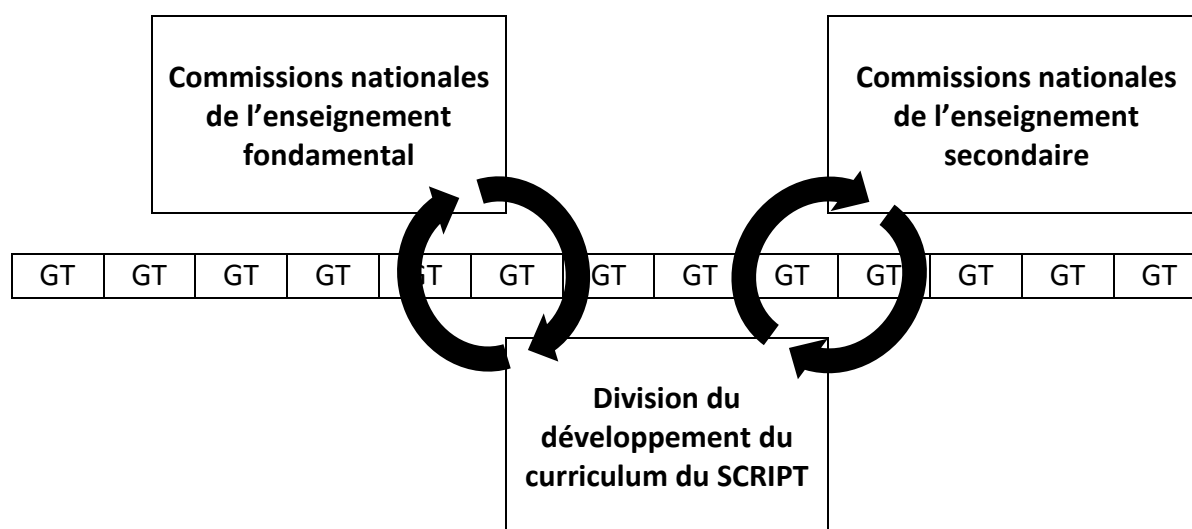 Commissions nationales
de l’enseignement
fondamental
Commissions nationales
de l’enseignement
secondaire
GT GT GT GT GT GT GT GT GT GT GT GT GT
Division du
développement du
curriculum du SCRIPT